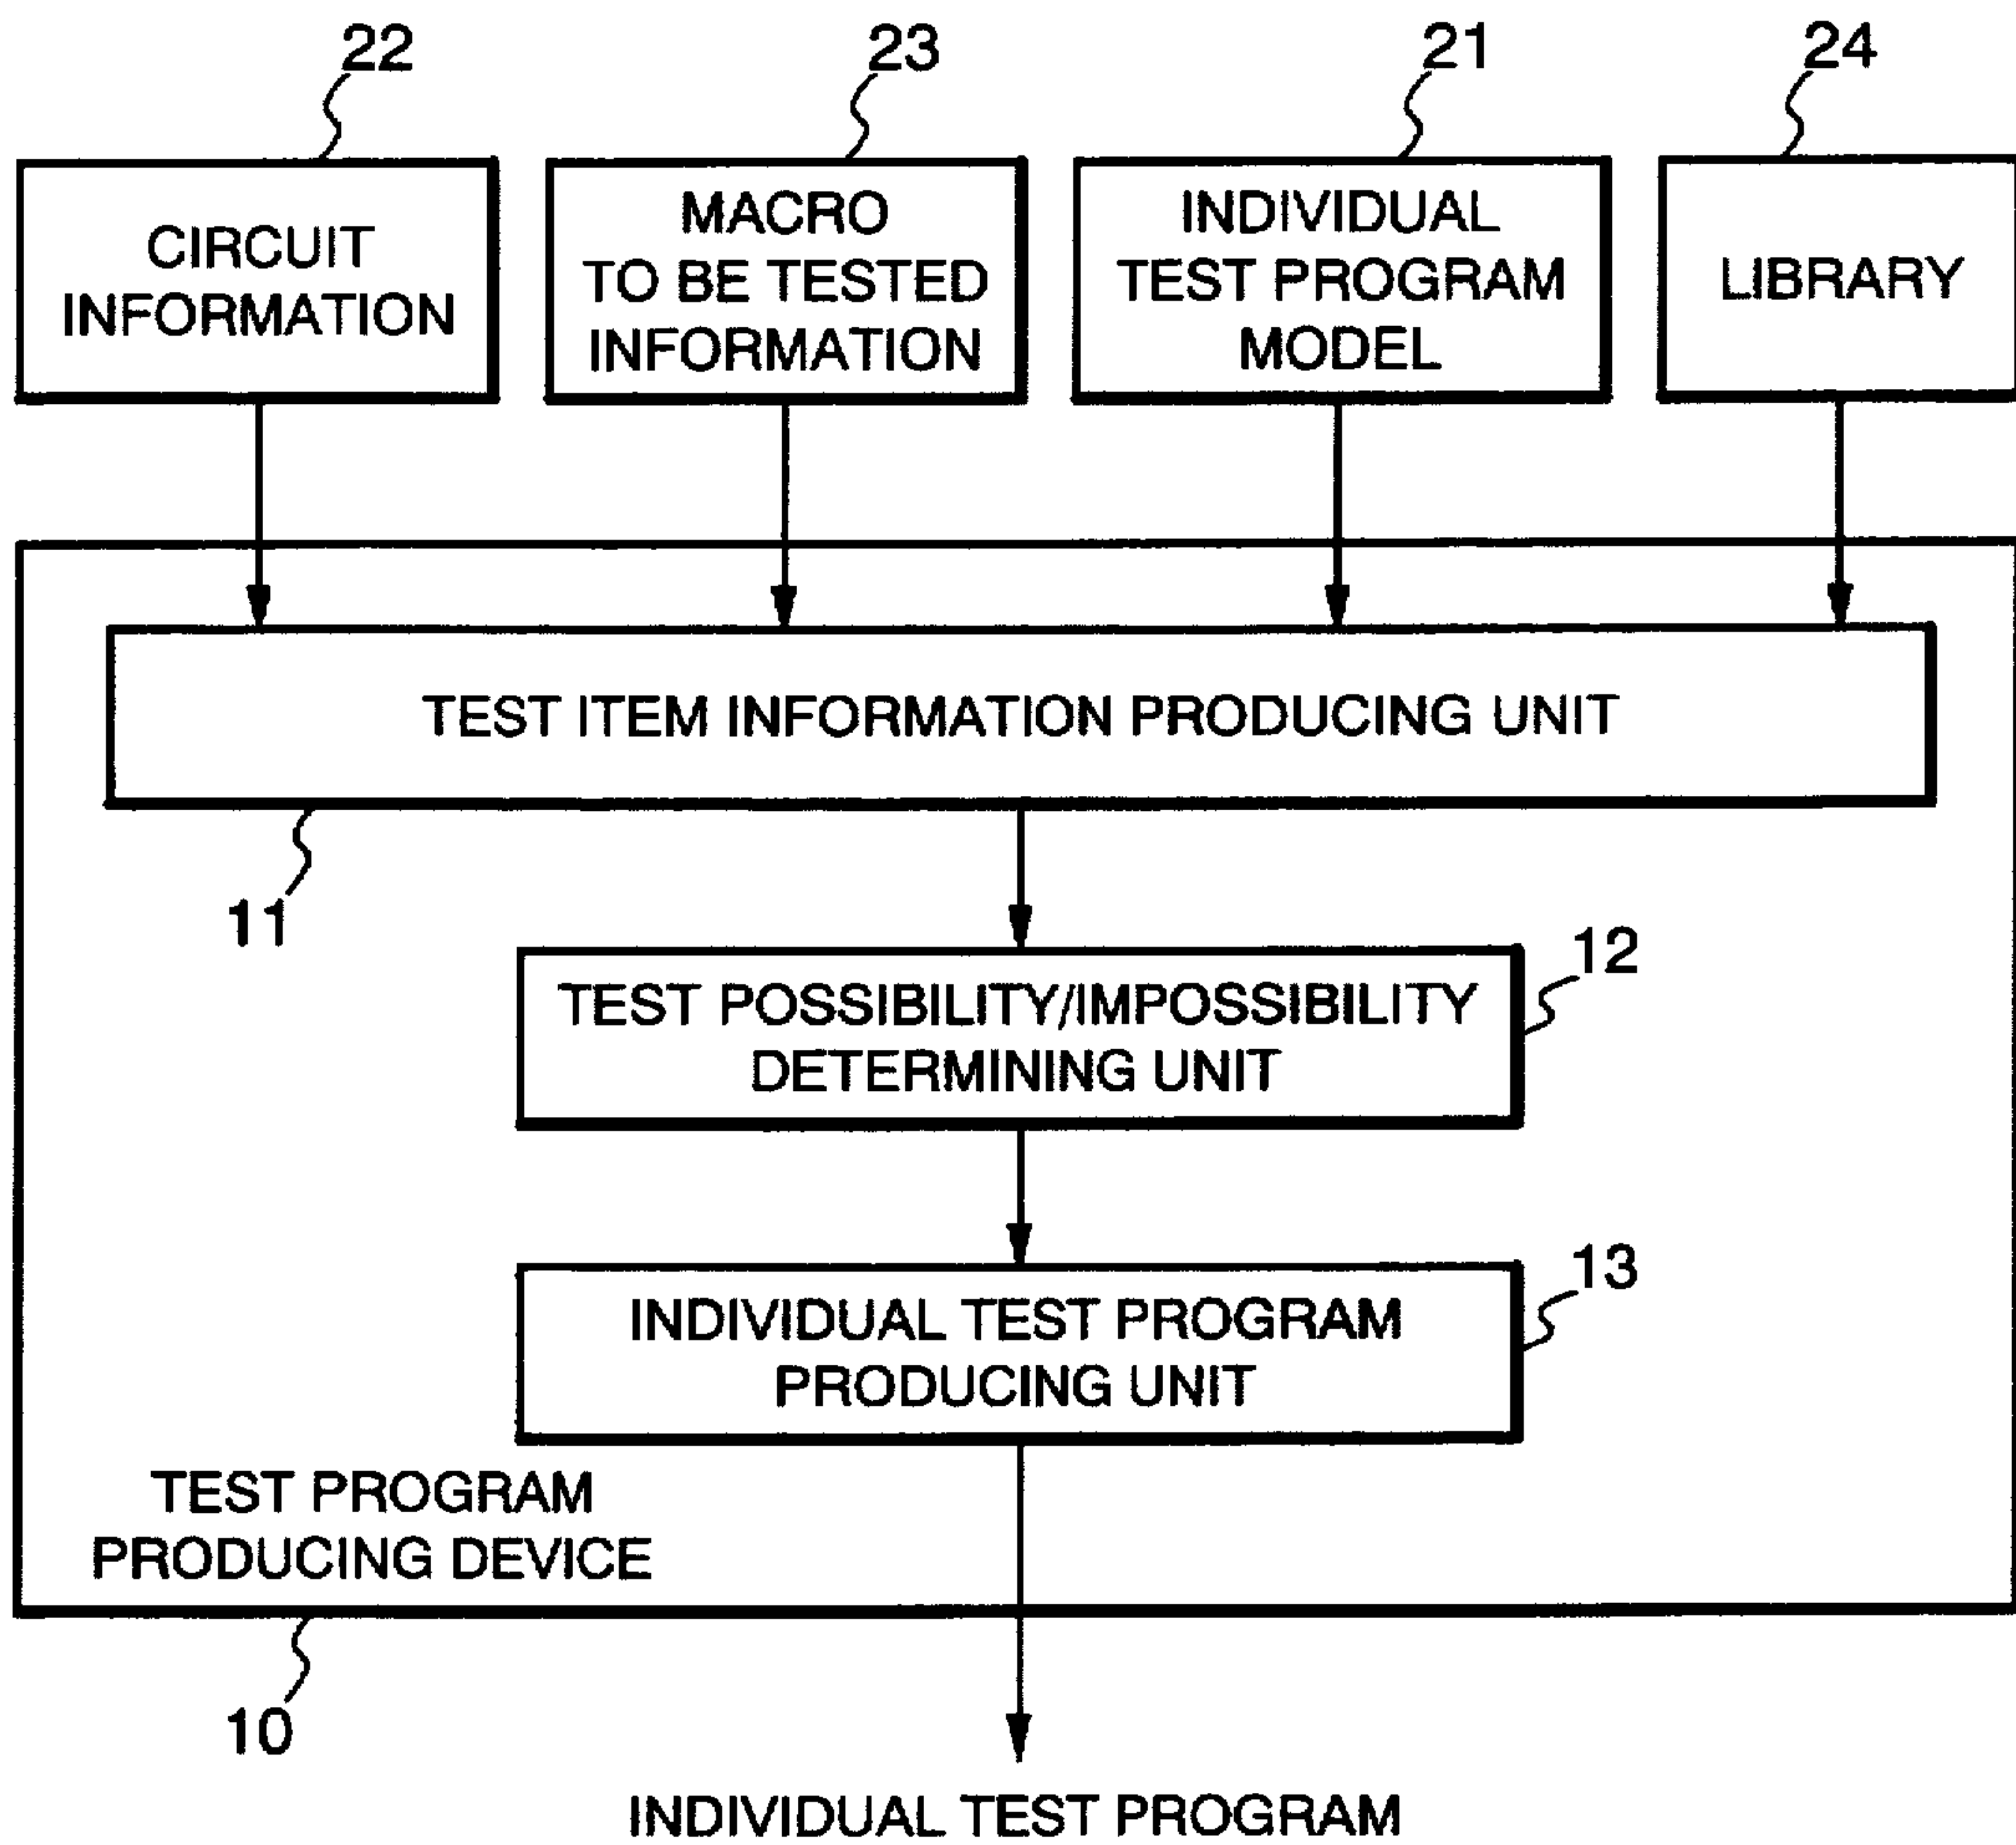 22
23
21
24
CIRCUIT
INFORMATION
MACRO
TO BE TESTED
INFORMATION
INDIVIDUAL
TEST PROGRAM
MODEL
LIBRARY
TEST ITEM INFORMATION PRODUCING UNIT
11
12
TEST POSSIBILITY/IMPOSSIBILITY
DETERMINING UNIT
13
INDIVIDUAL TEST PROGRAM
PRODUCING UNIT
TEST PROGRAM
PRODUCING DEVICE
10
INDIVIDUAL TEST PROGRAM